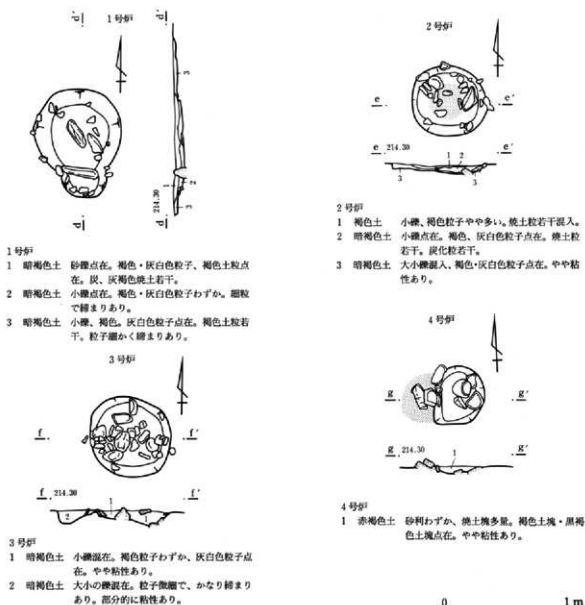 1号炉
d
d′
3
2
1
3
214.30
d
d′
1号炉
1 暗褐色土 砂礫点在。褐色・灰白色粒子、褐色土粒点
在。炭、灰褐色焼土若干。
2 暗褐色土 小礫点在。褐色・灰白色粒子わずか。細粒
で締まりあり。
3 暗褐色土 小礫、褐色。灰白色粒子点在。褐色土粒若
干。粒子細かく締まりあり。
3号炉
f
f′
f 214.30
f′
1
2
1
3号炉
1 暗褐色土 小礫混在。褐色粒子わずか、灰白色粒子点
在。やや粘性あり。
2 暗褐色土 大小の礫混在。粒子微細で、かなり締まり
あり。部分的に粘性あり。
2号炉
e
e′
e 214.30
1 2
e′
3
3
2号炉
1 褐色土 小礫、褐色粒子やや多い。焼土粒若干混入。
2 暗褐色土 小礫点在。褐色、灰白色粒子点在。焼土粒
若干。炭化粒若干。
3 暗褐色土 大小礫混入、褐色・灰白色粒子点在。やや粘
性あり。
4号炉
g
g′
g 214.30
1
g′
4号炉
1 赤褐色土 砂利わずか、焼土塊多量。褐色土塊・黒褐
色土塊点在。やや粘性あり。
0 1m